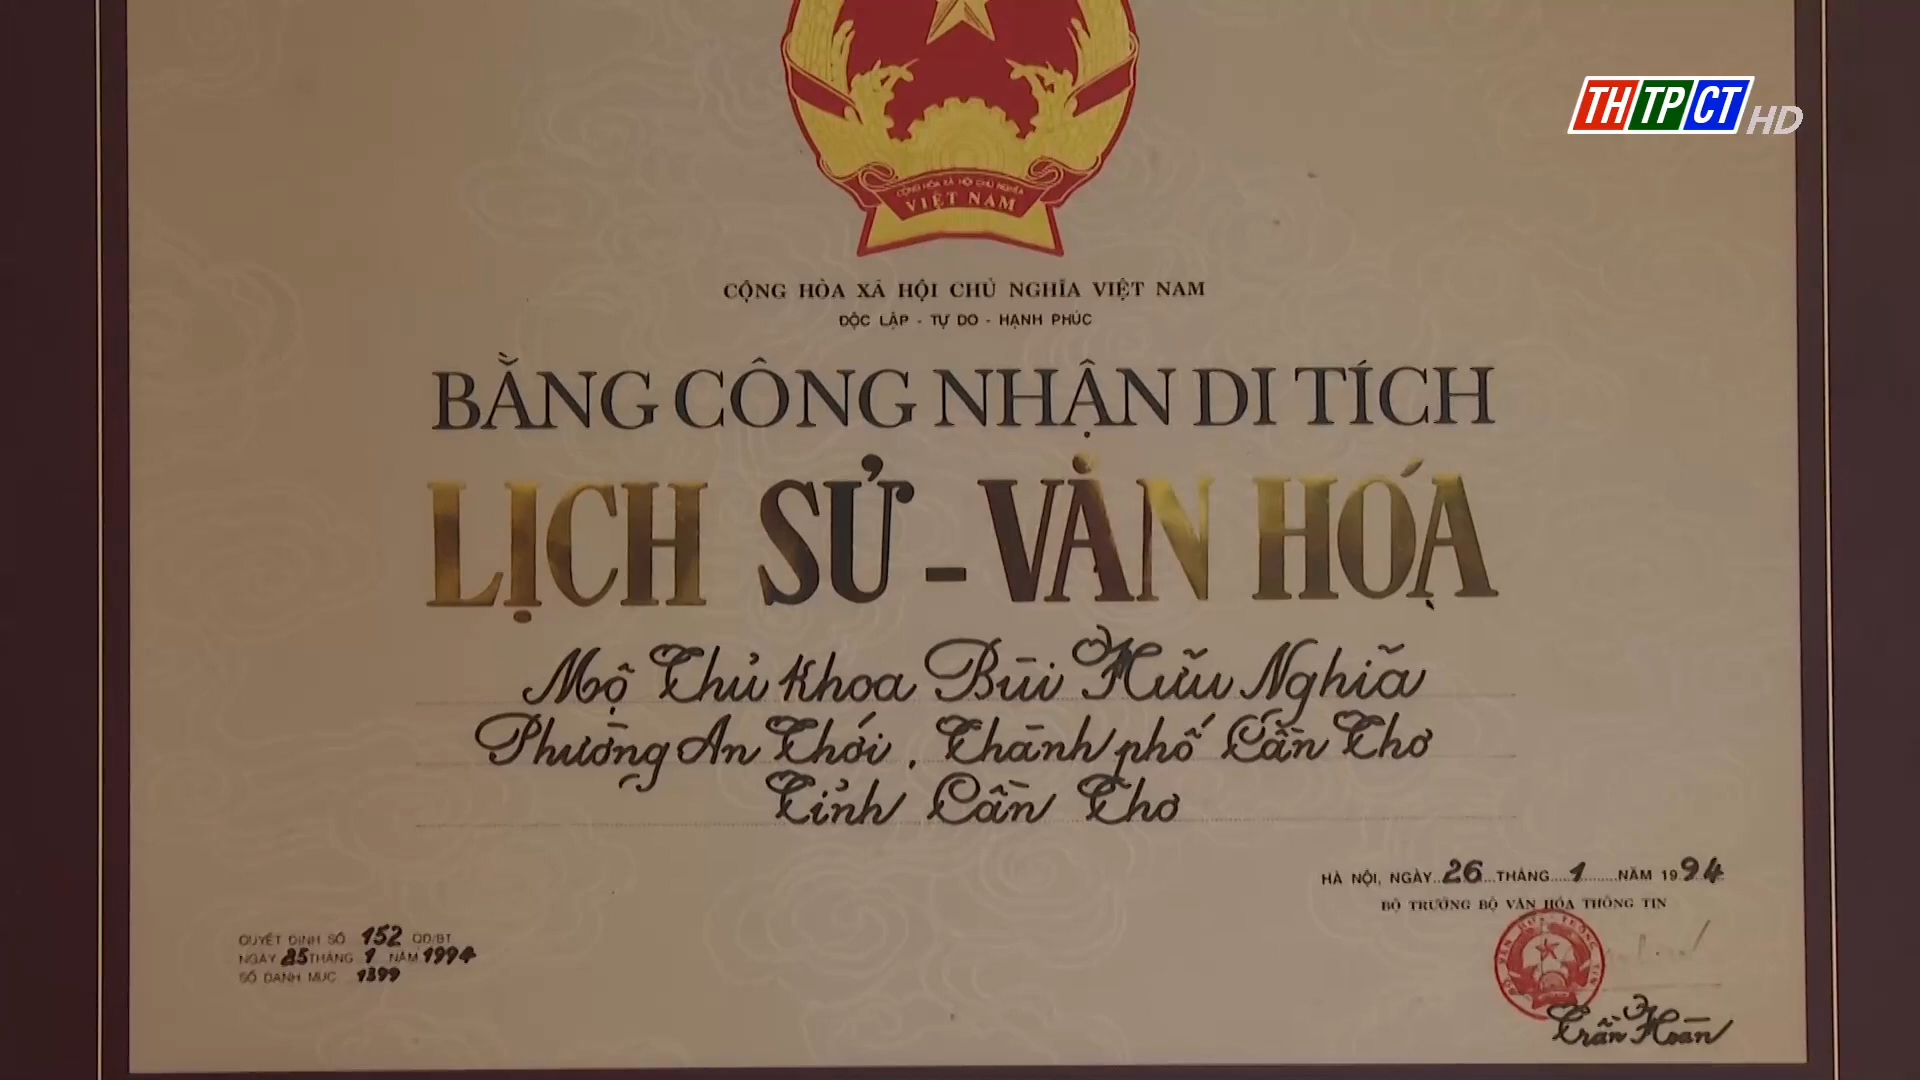 THTPCT HD
CỘNG HÒA XÃ HỘI CHỦ NGHĨA
VIỆT NAM
CỘNG HÒA XÃ HỘI CHỦ NGHĨA VIỆT NAM
ĐỘC LẬP - TỰ DO - HẠNH PHÚC
BẰNG CÔNG NHẬN DI TÍCH
LỊCH SỬ - VĂN HÓA
Mộ Thủ Khoa Bùi Hữu Nghĩa
Phường An Thới, Thành phố Cần Thơ
Tỉnh Cần Thơ
HÀ NỘI, NGÀY..26...THÁNG....1.......NĂM 1994
BỘ TRƯỞNG BỘ VĂN HÓA THÔNG TIN
QUYẾT ĐỊNH SỐ 152 QĐ/BT
NGÀY 25 THÁNG 1 NĂM 1994
SỐ DANH MỤC 1399
Trần Hoàn